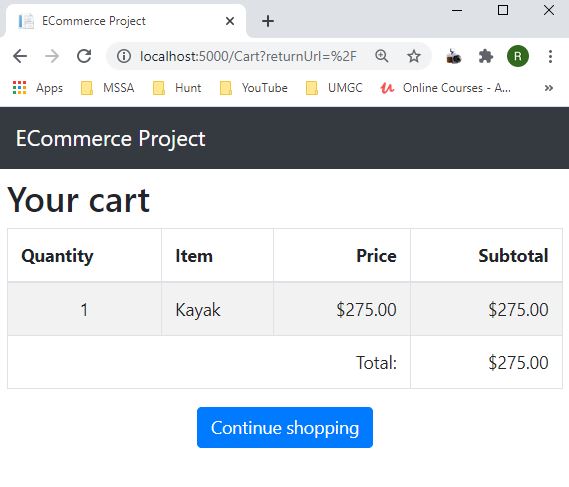 ECommerce Project
localhost:5000/Cart?returnUrl=%2F
R
Apps MSSA Hunt YouTube UMGC Online Courses - A... »
ECommerce Project
Your cart
Quantity Item Price Subtotal
1 Kayak $275.00 $275.00
Total: $275.00
Continue shopping